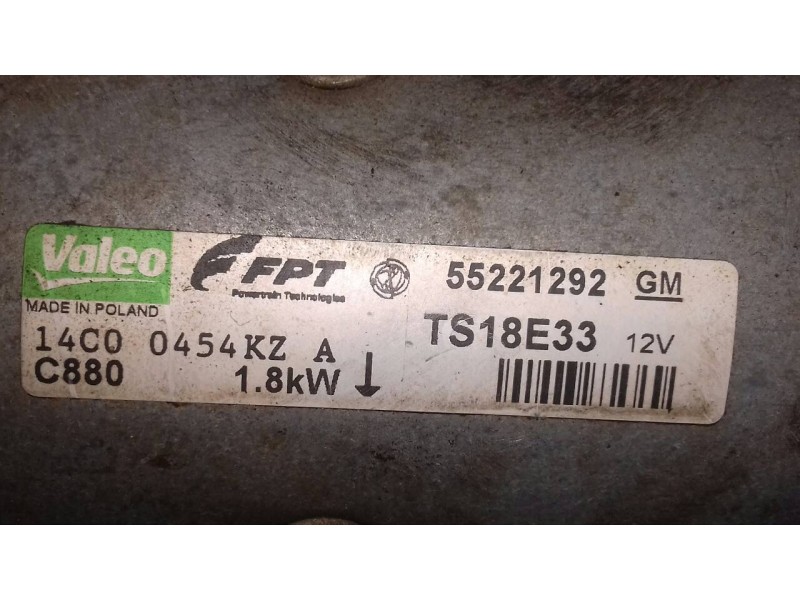 Valeo FPT 55221292 GM
Powertrain Technologies
MADE IN POLAND
TS18E33 12V
14C0 0454KZ A
C880 1.8kW